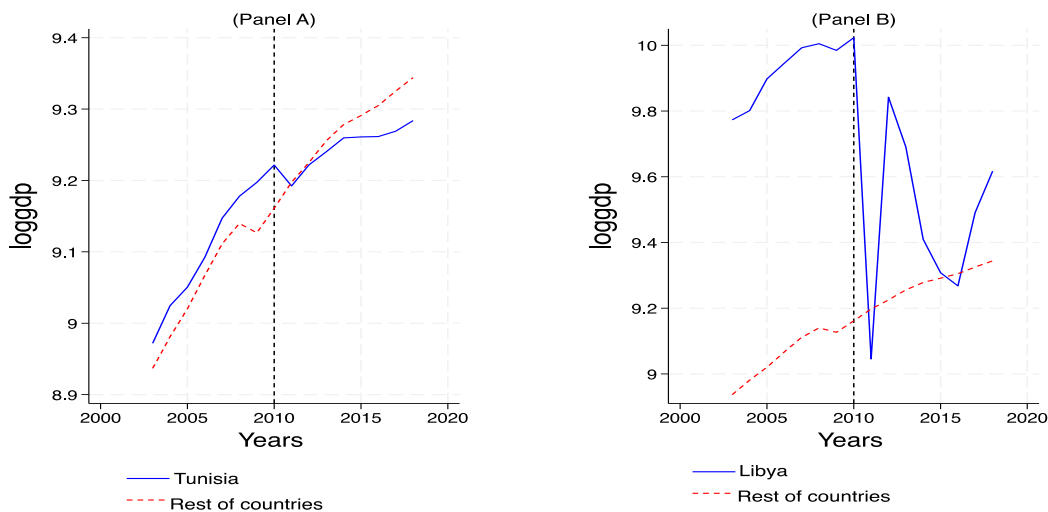 (Panel A)
9.4
9.3
9.2
9.1
9
8.9
loggdp
2000
2005
2010
2015
2020
Years
Tunisia
Rest of countries
(Panel B)
10
9.8
9.6
9.4
9.2
9
loggdp
2000
2005
2010
2015
2020
Years
Libya
Rest of countries